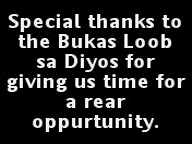 Special thanks to
the Bukas Loob
sa Diyos for
giving us time for
a rear
oppurtunity.